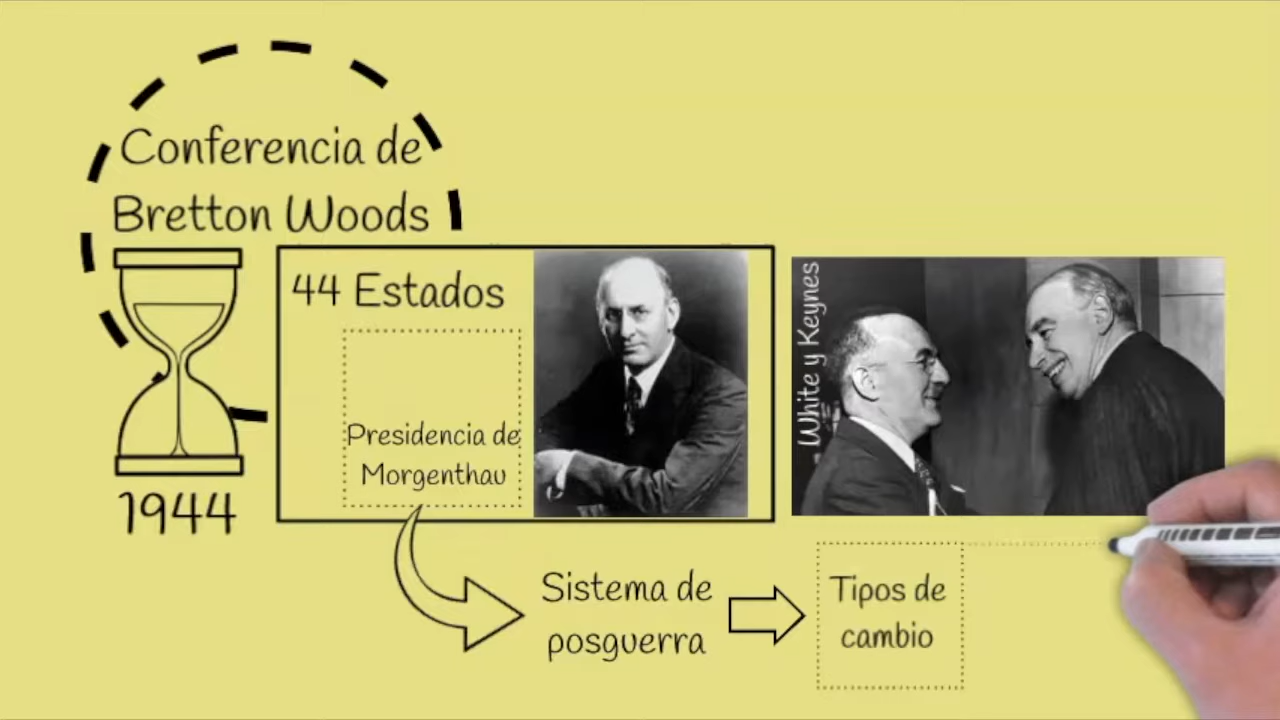 Conferencia de
Bretton Woods
1944
44 Estados
Presidencia de
Morgenthau
White y Keynes
Sistema de
posguerra
Tipos de
cambio